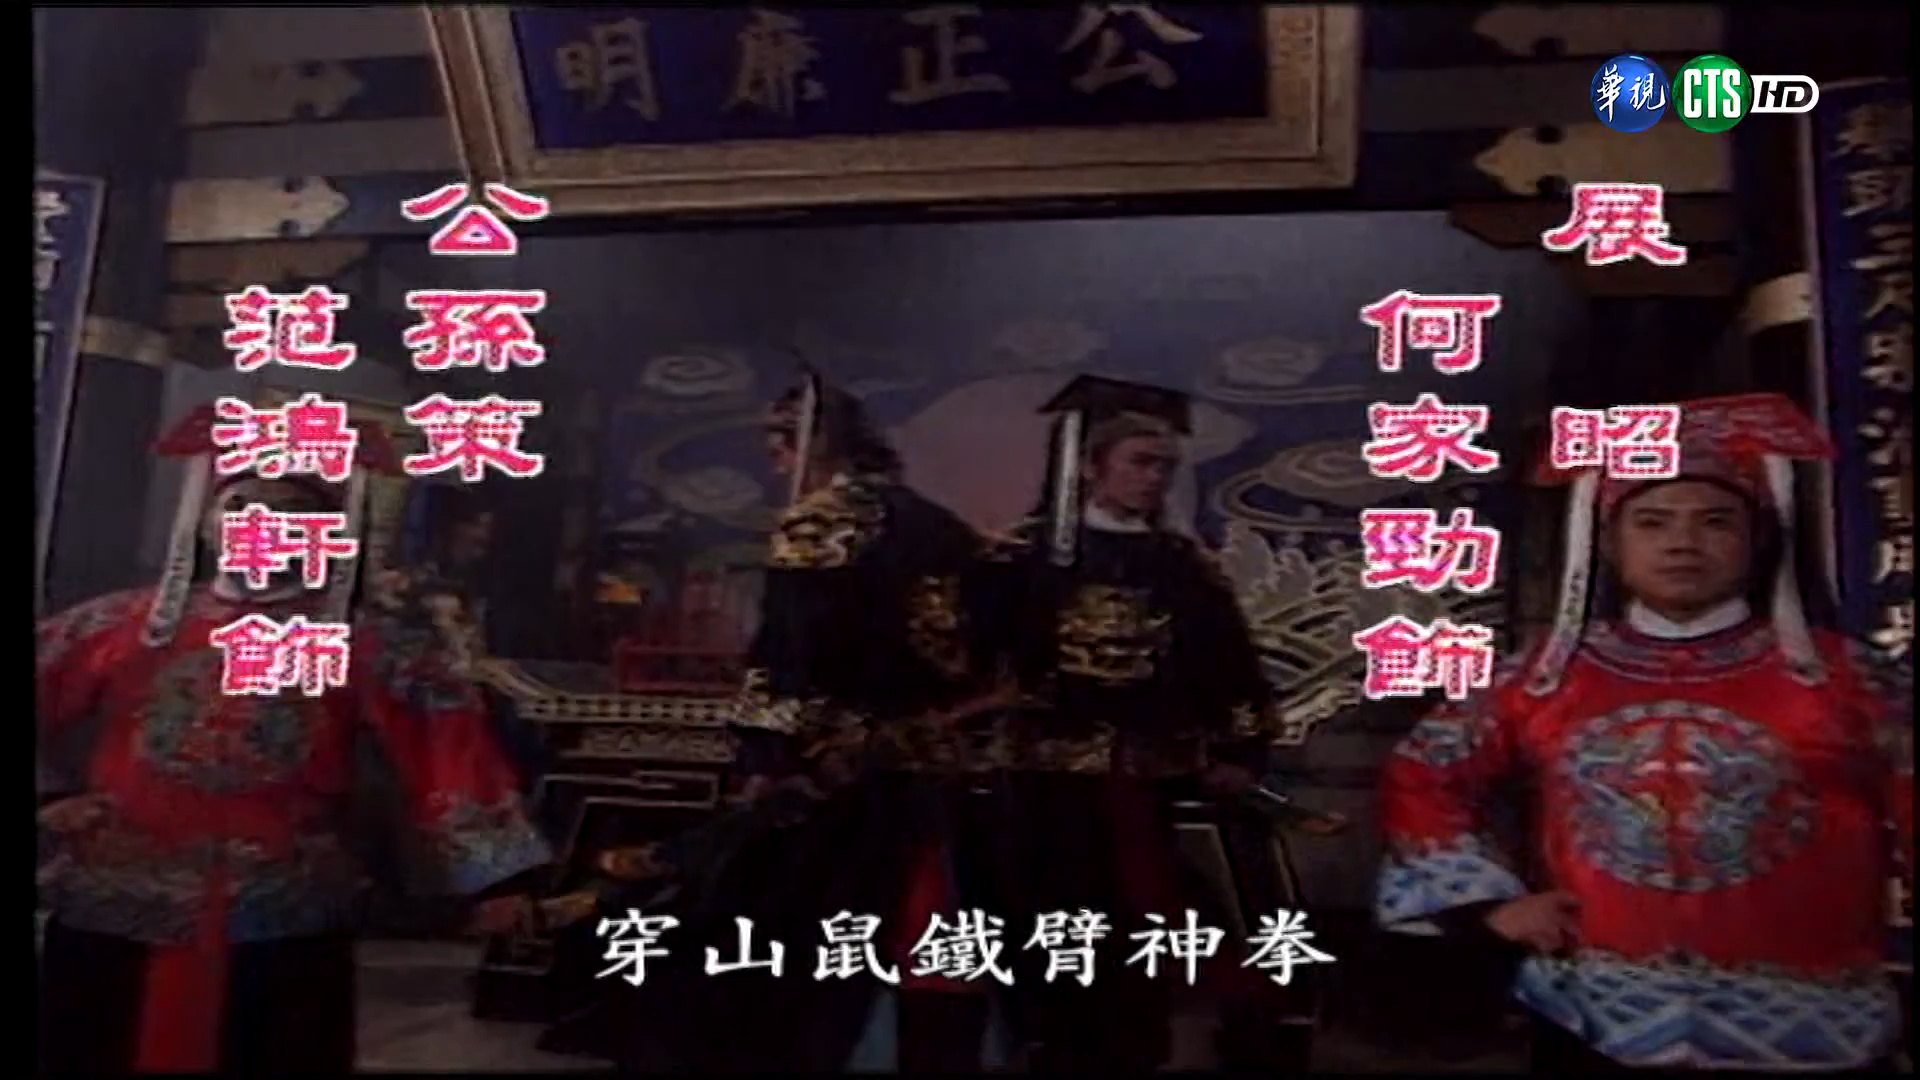 公正廉明
華視 CTS HD
展昭
何家勁飾
公孫策
范鴻軒飾
穿山鼠鐵臂神拳